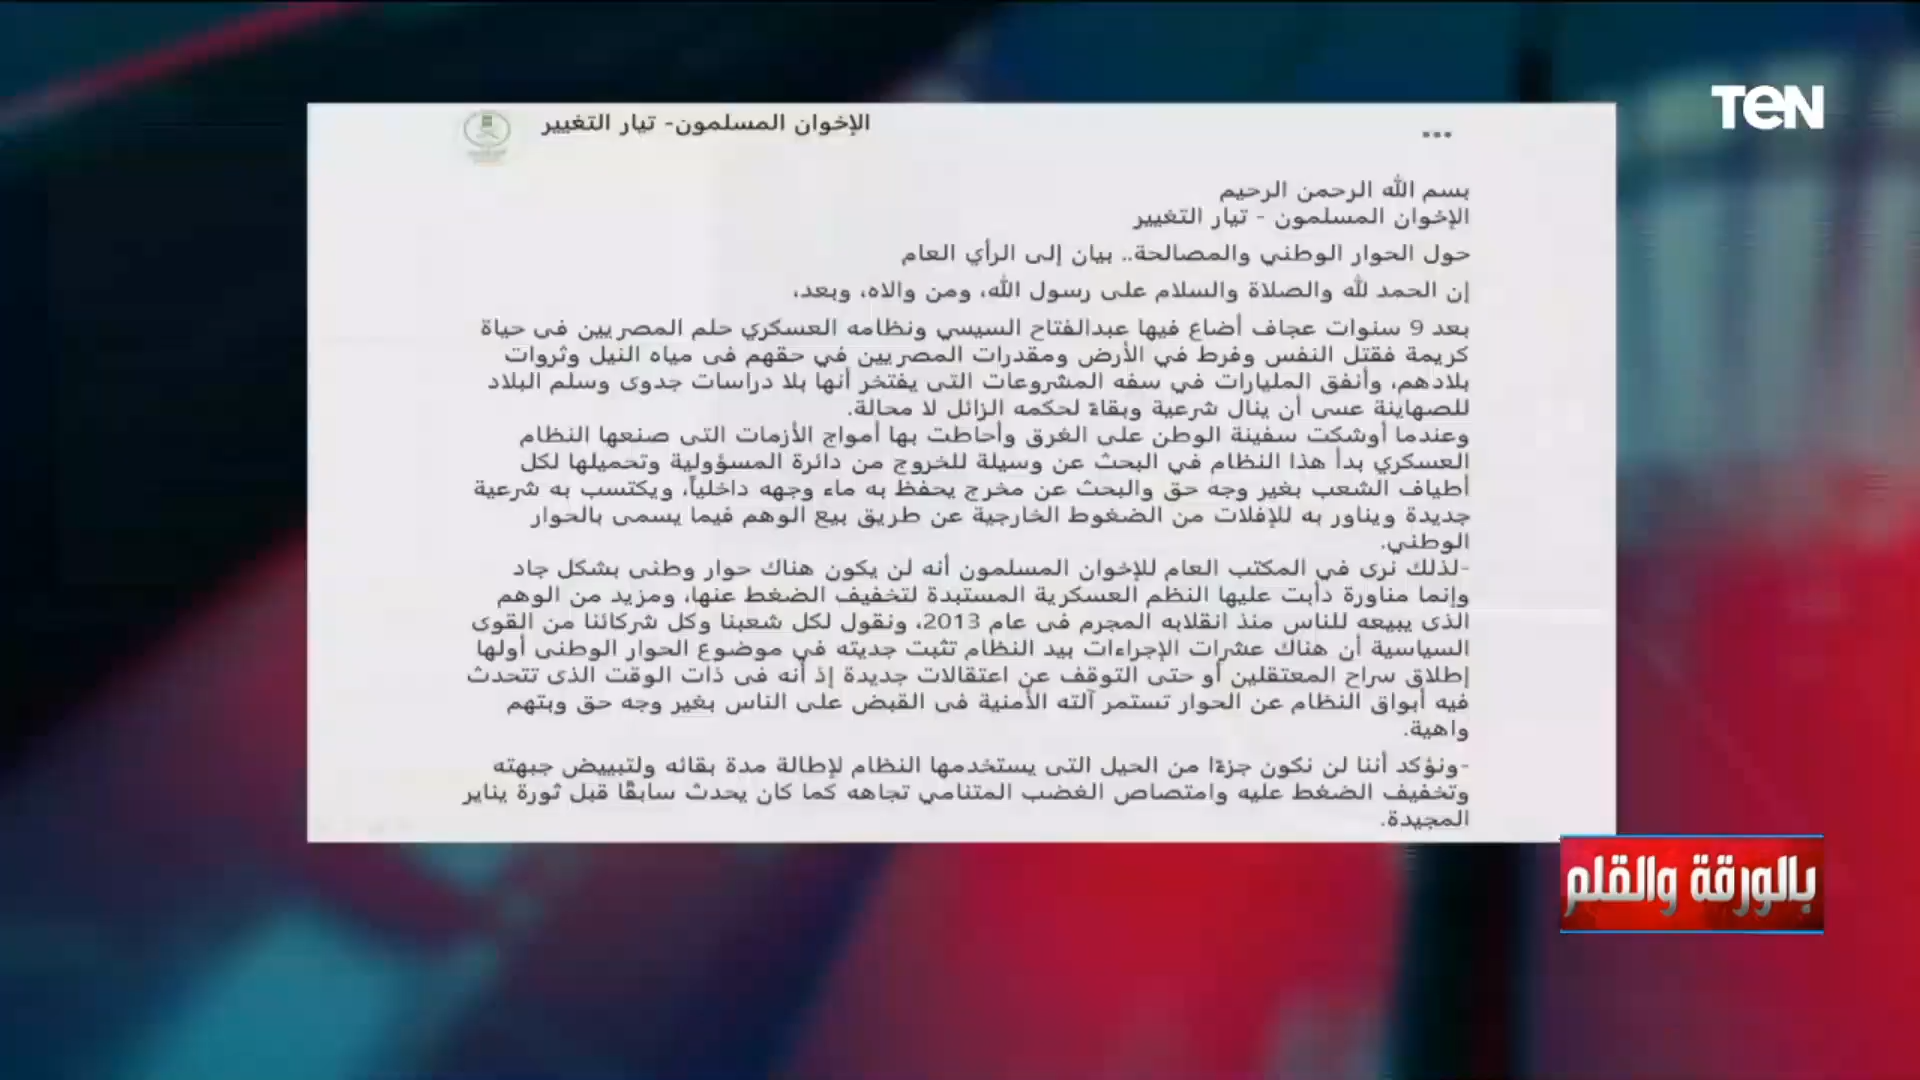 TEN
الإخوان المسلمون- تيار التغيير
...
بسم الله الرحمن الرحيم
الإخوان المسلمون - تيار التغيير
حول الحوار الوطني والمصالحة.. بيان إلى الرأي العام
إن الحمد لله والصلاة والسلام على رسول الله، ومن والاه، وبعد،
بعد 9 سنوات عجاف أضاع فيها عبدالفتاح السيسي ونظامه العسكري حلم المصريين فى حياة
كريمة فقتل النفس وفرط في الأرض ومقدرات المصريين في حقهم فى مياه النيل وثروات
بلادهم، وأنفق المليارات في سفه المشروعات التى يفتخر أنها بلا دراسات جدوى وسلم البلاد
للصهاينة عسى أن ينال شرعية وبقاءً لحكمه الزائل لا محالة.
وعندما أوشكت سفينة الوطن على الغرق وأحاطت بها أمواج الأزمات التى صنعها النظام
العسكري بدأ هذا النظام في البحث عن وسيلة للخروج من دائرة المسؤولية وتحميلها لكل
أطياف الشعب بغير وجه حق والبحث عن مخرج يحفظ به ماء وجهه داخلياً، ويكتسب به شرعية
جديدة ويناور به للإفلات من الضغوط الخارجية عن طريق بيع الوهم فيما يسمى بالحوار
الوطني.
-لذلك نرى في المكتب العام للإخوان المسلمون أنه لن يكون هناك حوار وطنى بشكل جاد
وإنما مناورة دأبت عليها النظم العسكرية المستبدة لتخفيف الضغط عنها، ومزيد من الوهم
الذى يبيعه للناس منذ انقلابه المجرم فى عام 2013، ونقول لكل شعبنا وكل شركائنا من القوى
السياسية أن هناك عشرات الإجراءات بيد النظام تثبت جديته في موضوع الحوار الوطنى أولها
إطلاق سراح المعتقلين أو حتى التوقف عن اعتقالات جديدة إذ أنه فى ذات الوقت الذى تتحدث
فيه أبواق النظام عن الحوار تستمر آلته الأمنية فى القبض على الناس بغير وجه حق وبتهم
واهية.
-ونؤكد أننا لن نكون جزءًا من الحيل التى يستخدمها النظام لإطالة مدة بقائه ولتبييض جبهته
وتخفيف الضغط عليه وامتصاص الغضب المتنامي تجاهه كما كان يحدث سابقًا قبل ثورة يناير
المجيدة.
بالورقة والقلم